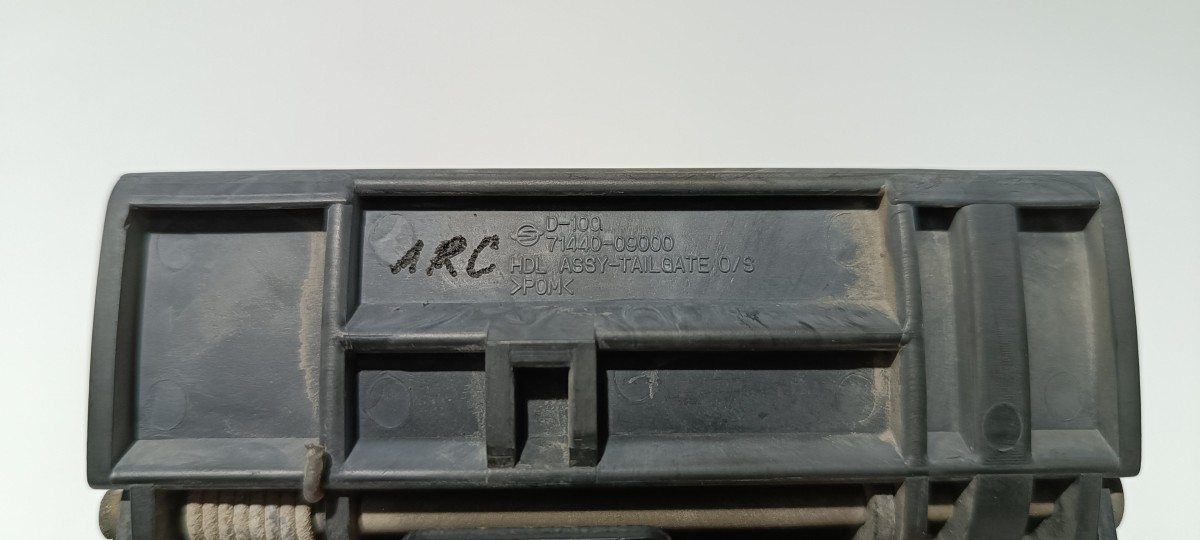 D-100
71440-09000
ARC
HDL ASSY-TAILGATE O/S
>POM<